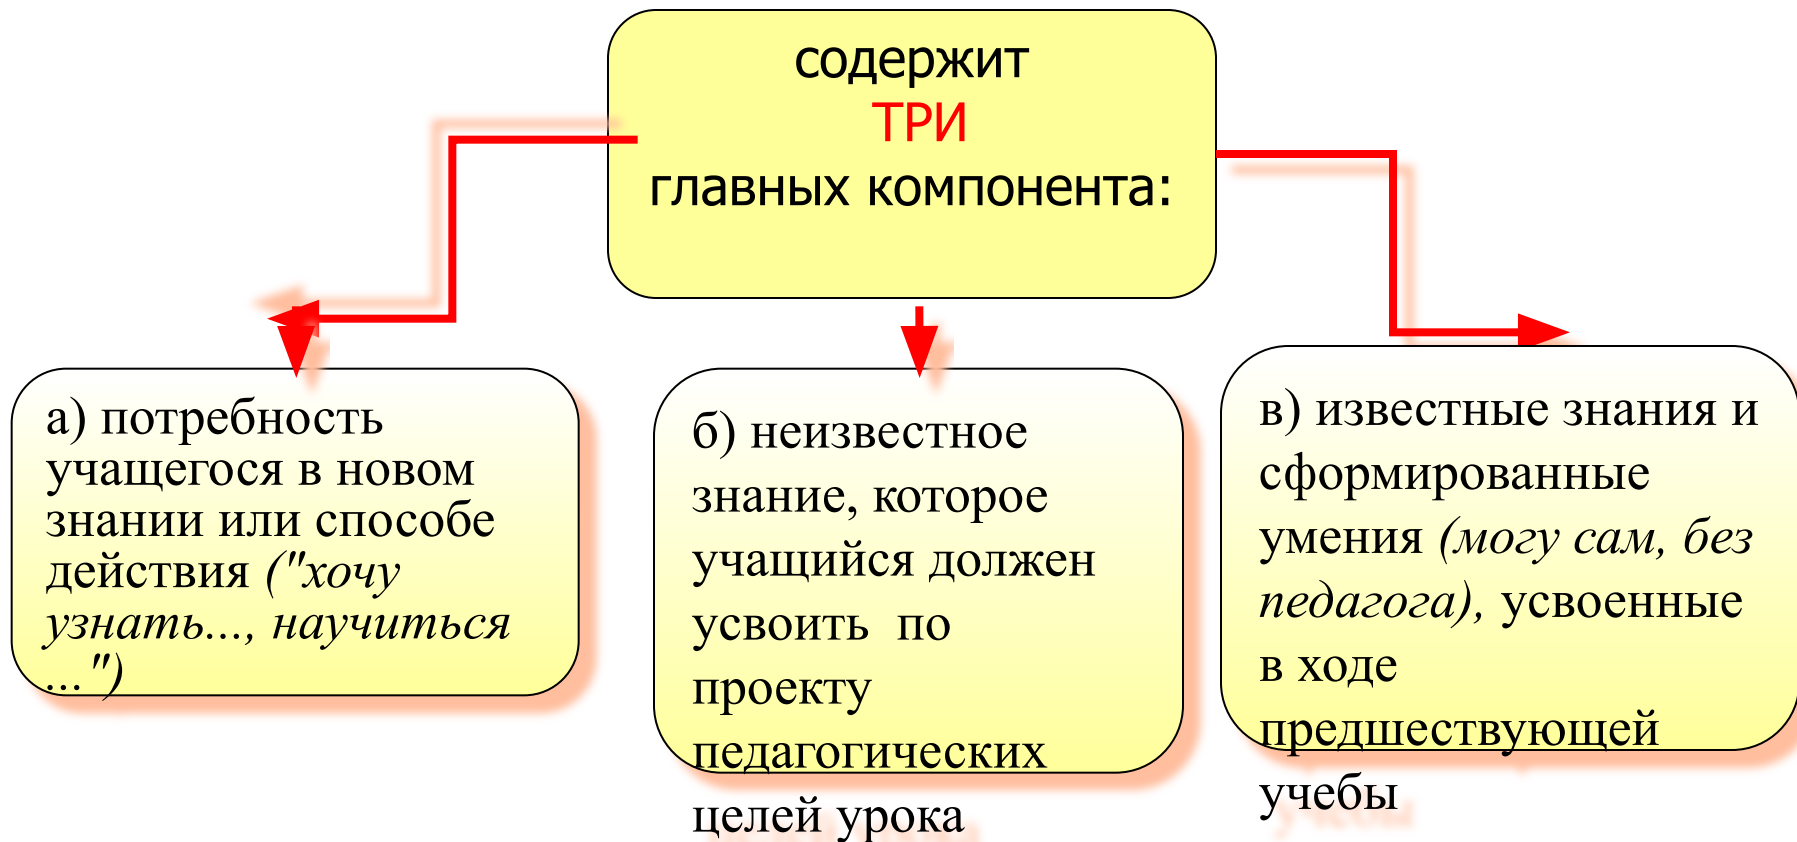 содержит
ТРИ
главных компонента:
а) потребность
учащегося в новом
знании или способе
действия ("хочу
узнать..., научиться
...")
б) неизвестное
знание, которое
учащийся должен
усвоить  по
проекту
педагогических
целей урока
в) известные знания и
сформированные
умения (могу сам, без
педагога), усвоенные
в ходе
предшествующей
учебы